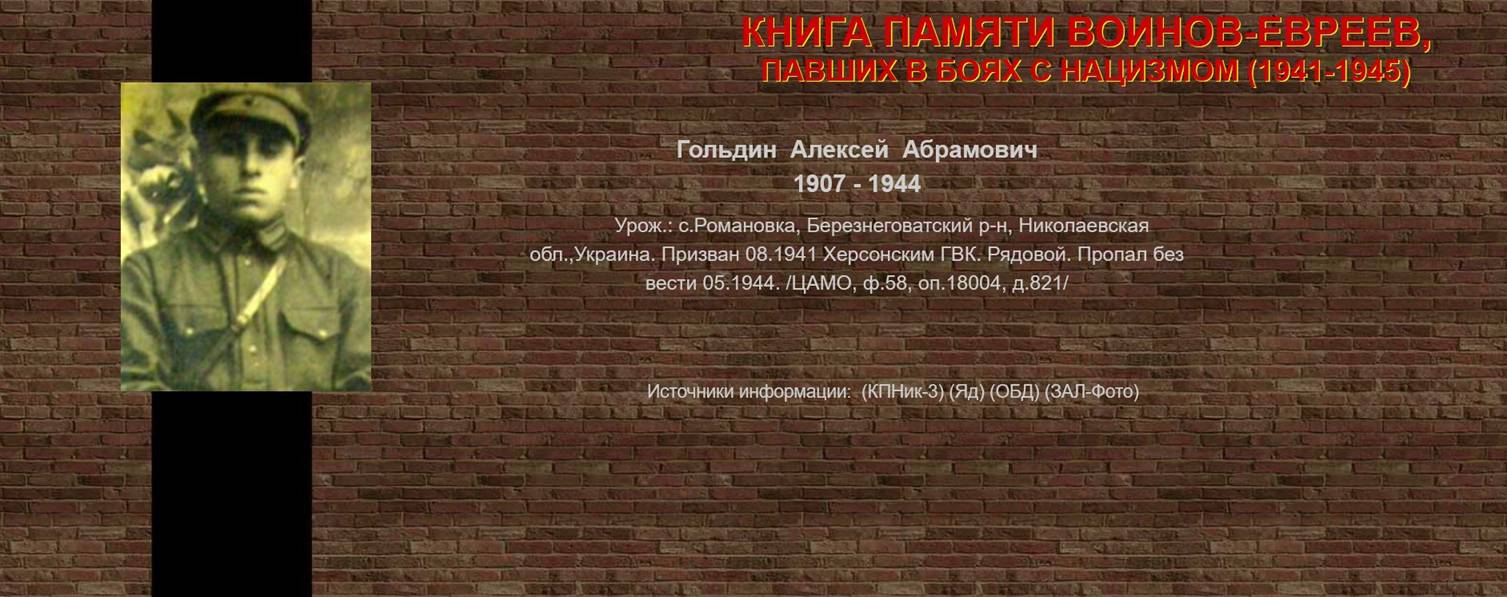 КНИГА ПАМЯТИ ВОИНОВ-ЕВРЕЕВ,
ПАВШИХ В БОЯХ С НАЦИЗМОМ (1941-1945)
Гольдин Алексей Абрамович
1907 - 1944
Урож.: с.Романовка, Березнеговатский р-н, Николаевская
обл.,Украина. Призван 08.1941 Херсонским ГВК. Рядовой. Пропал без
вести 05.1944. /ЦАМО, ф.58, оп.18004, д.821/
Источники информации: (КПНик-3) (Яд) (ОБД) (ЗАЛ-Фото)